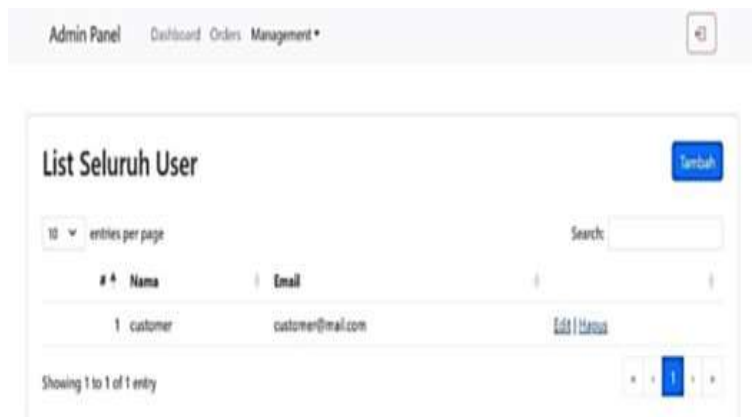 Admin Panel Dashboard Orders Management
List Seluruh User
Tambah
10 entries per page
Search:
# Nama Email
1 customer customer@mail.com Edit | Hapus
Showing 1 to 1 of 1 entry
« ‹ 1 › »